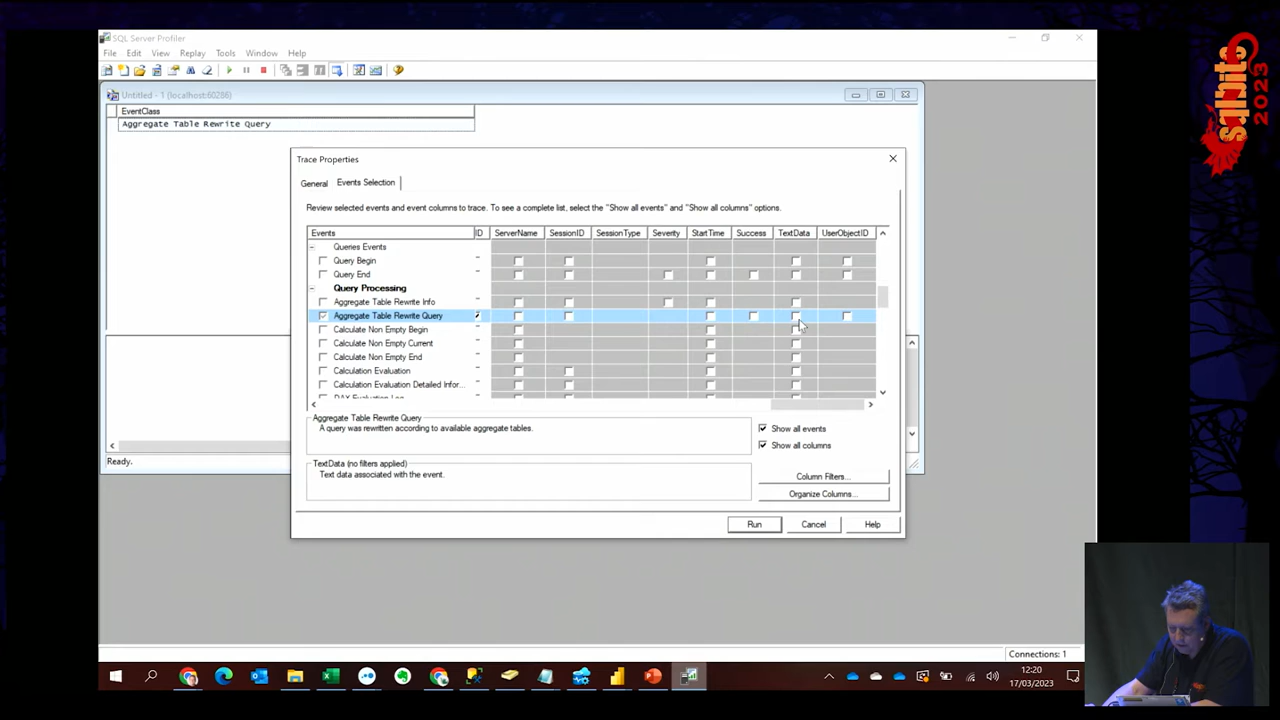 SQL Server Profiler
File Edit View Replay Tools Window Help
Untitled - 1 (localhost:60286)
EventClass
Aggregate Table Rewrite Query
Trace Properties
General Events Selection
Review selected events and event columns to trace. To see a complete list, select the "Show all events" and "Show all columns" options.
Events ID ServerName SessionID SessionType Severity StartTime Success TextData UserObjectID
Queries Events
Query Begin
Query End
Query Processing
Aggregate Table Rewrite Info
Aggregate Table Rewrite Query
Calculate Non Empty Begin
Calculate Non Empty Current
Calculate Non Empty End
Calculation Evaluation
Calculation Evaluation Detailed Infor...
DAX Evaluation Log
Aggregate Table Rewrite Query
A query was rewritten according to available aggregate tables.
Show all events
Show all columns
TextData (no filters applied)
Text data associated with the event.
Column Filters...
Organize Columns...
Ready.
Run Cancel Help
Connections: 1
12:20
17/03/2023
sqlbits
2023